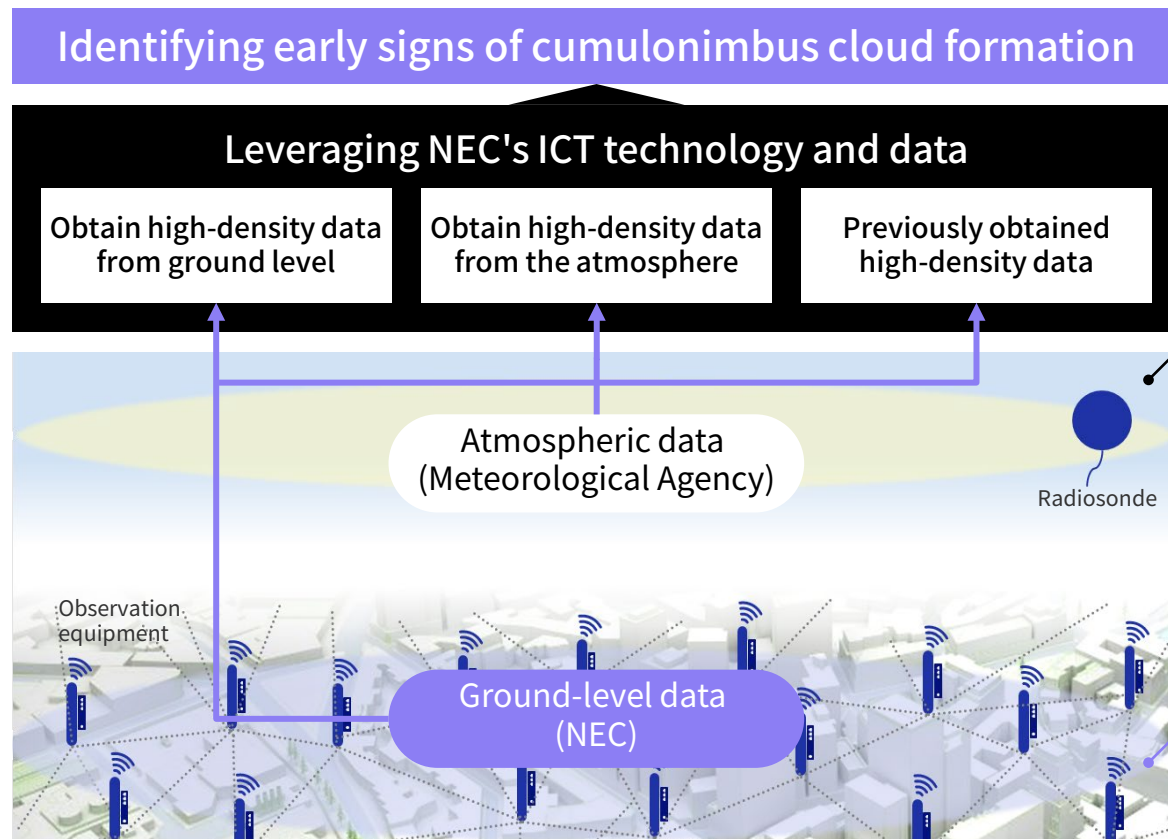 Identifying early signs of cumulonimbus cloud formation
Leveraging NEC's ICT technology and data
Obtain high-density data
from ground level
Obtain high-density data
from the atmosphere
Previously obtained
high-density data
Atmospheric data
(Meteorological Agency)
Radiosonde
Observation
equipment
Ground-level data
(NEC)